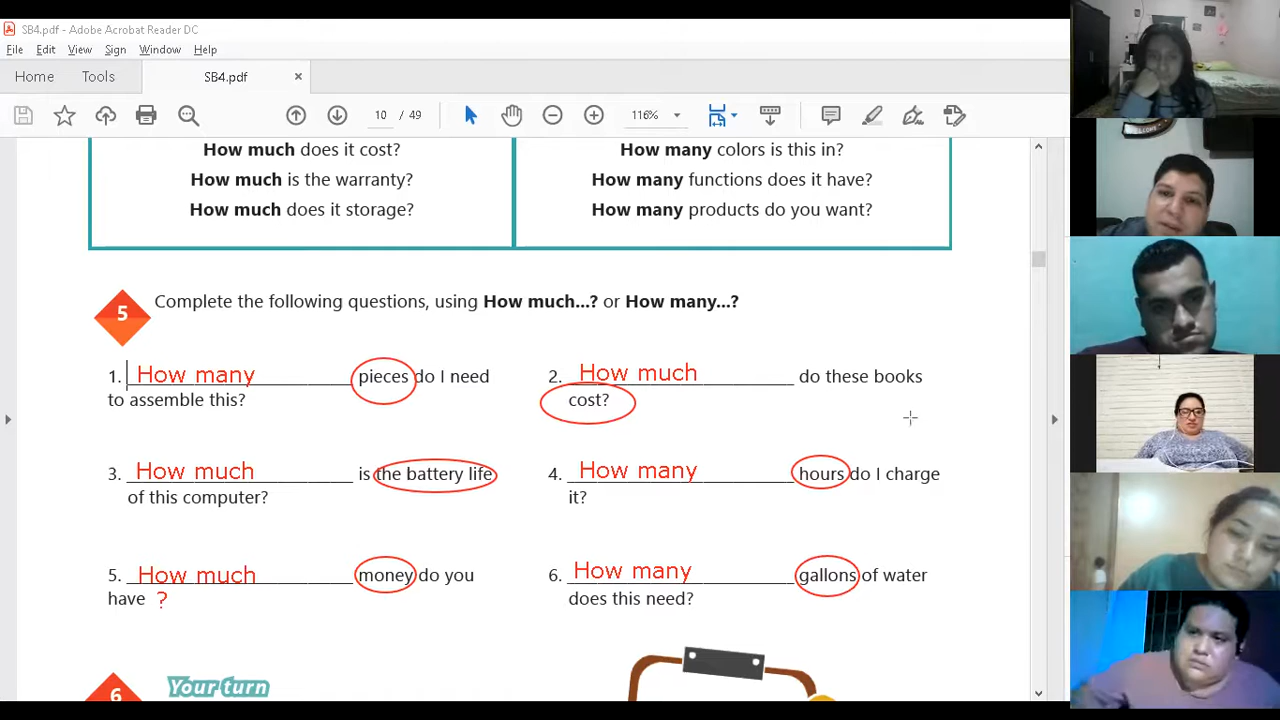 SB4.pdf - Adobe Acrobat Reader DC
File Edit View Window Sign Help
Home Tools SB4.pdf ×
10 / 49 116%
How much does it cost? How many colors is this in?
How much is the warranty? How many functions does it have?
How much does it storage? How many products do you want?
5 Complete the following questions, using How much...? or How many...?
1. How many pieces do I need
to assemble this?
2. How much do these books
cost?
3. How much is the battery life
of this computer?
4. How many hours do I charge
it?
5. How much money do you
have ?
6. How many gallons of water
does this need?
6 Your turn